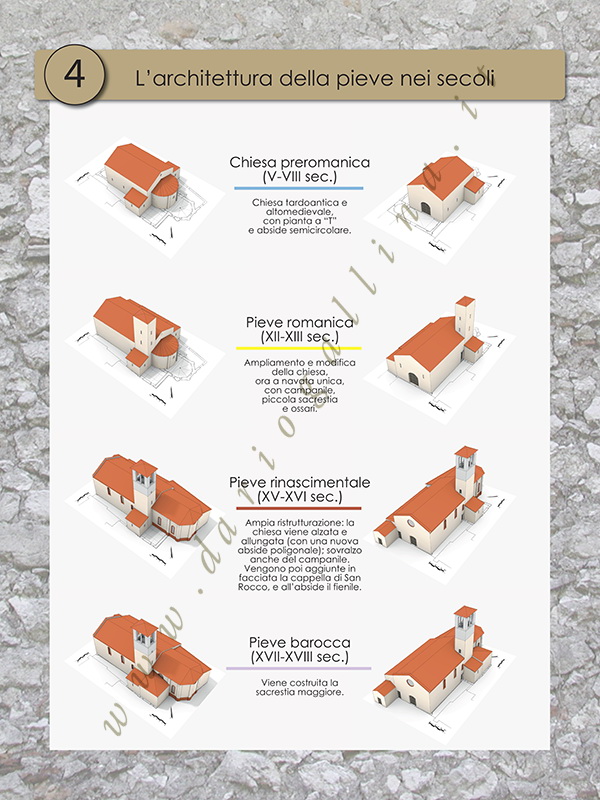 4
L'architettura della pieve nei secoli
Chiesa preromanica
(V-VIII sec.)
Chiesa tardoantica e
altomedievale,
con pianta a "T"
e abside semicircolare.
Pieve romanica
(XII-XIII sec.)
Ampliamento e modifica
della chiesa,
ora a navata unica,
con campanile,
piccola sacrestia
e ossari.
Pieve rinascimentale
(XV-XVI sec.)
Ampia ristrutturazione: la
chiesa viene alzata e
allungata (con una nuova
abside poligonale); sovralzo
anche del campanile.
Vengono poi aggiunte in
facciata la cappella di San
Rocco, e all'abside il fienile.
Pieve barocca
(XVII-XVIII sec.)
Viene costruita la
sacrestia maggiore.
www.dariogallina.it